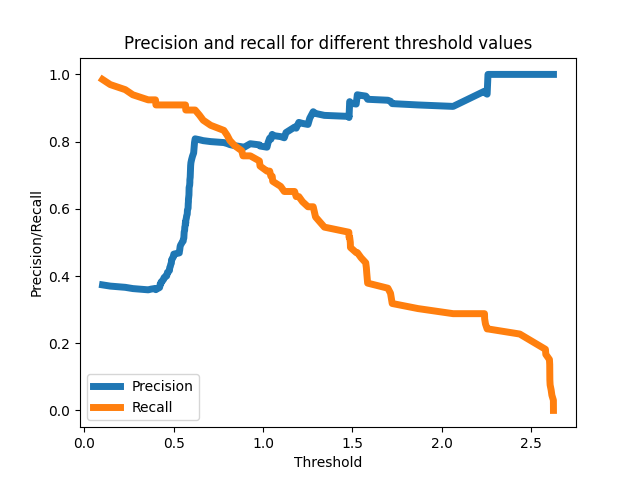 Precision and recall for different threshold values
Precision/Recall
1.0
0.8
0.6
0.4
0.2
0.0
Precision
Recall
0.0 0.5 1.0 1.5 2.0 2.5
Threshold